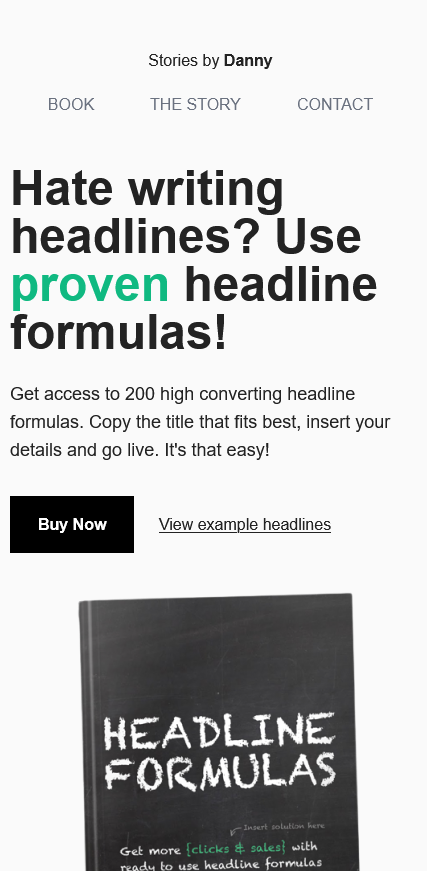 Stories by Danny
BOOK THE STORY CONTACT
Hate writing
headlines? Use
proven headline
formulas!
Get access to 200 high converting headline
formulas. Copy the title that fits best, insert your
details and go live. It's that easy!
Buy Now View example headlines
HEADLINE
FORMULAS
Insert solution here
Get more {clicks & sales} with
ready to use headline formulas